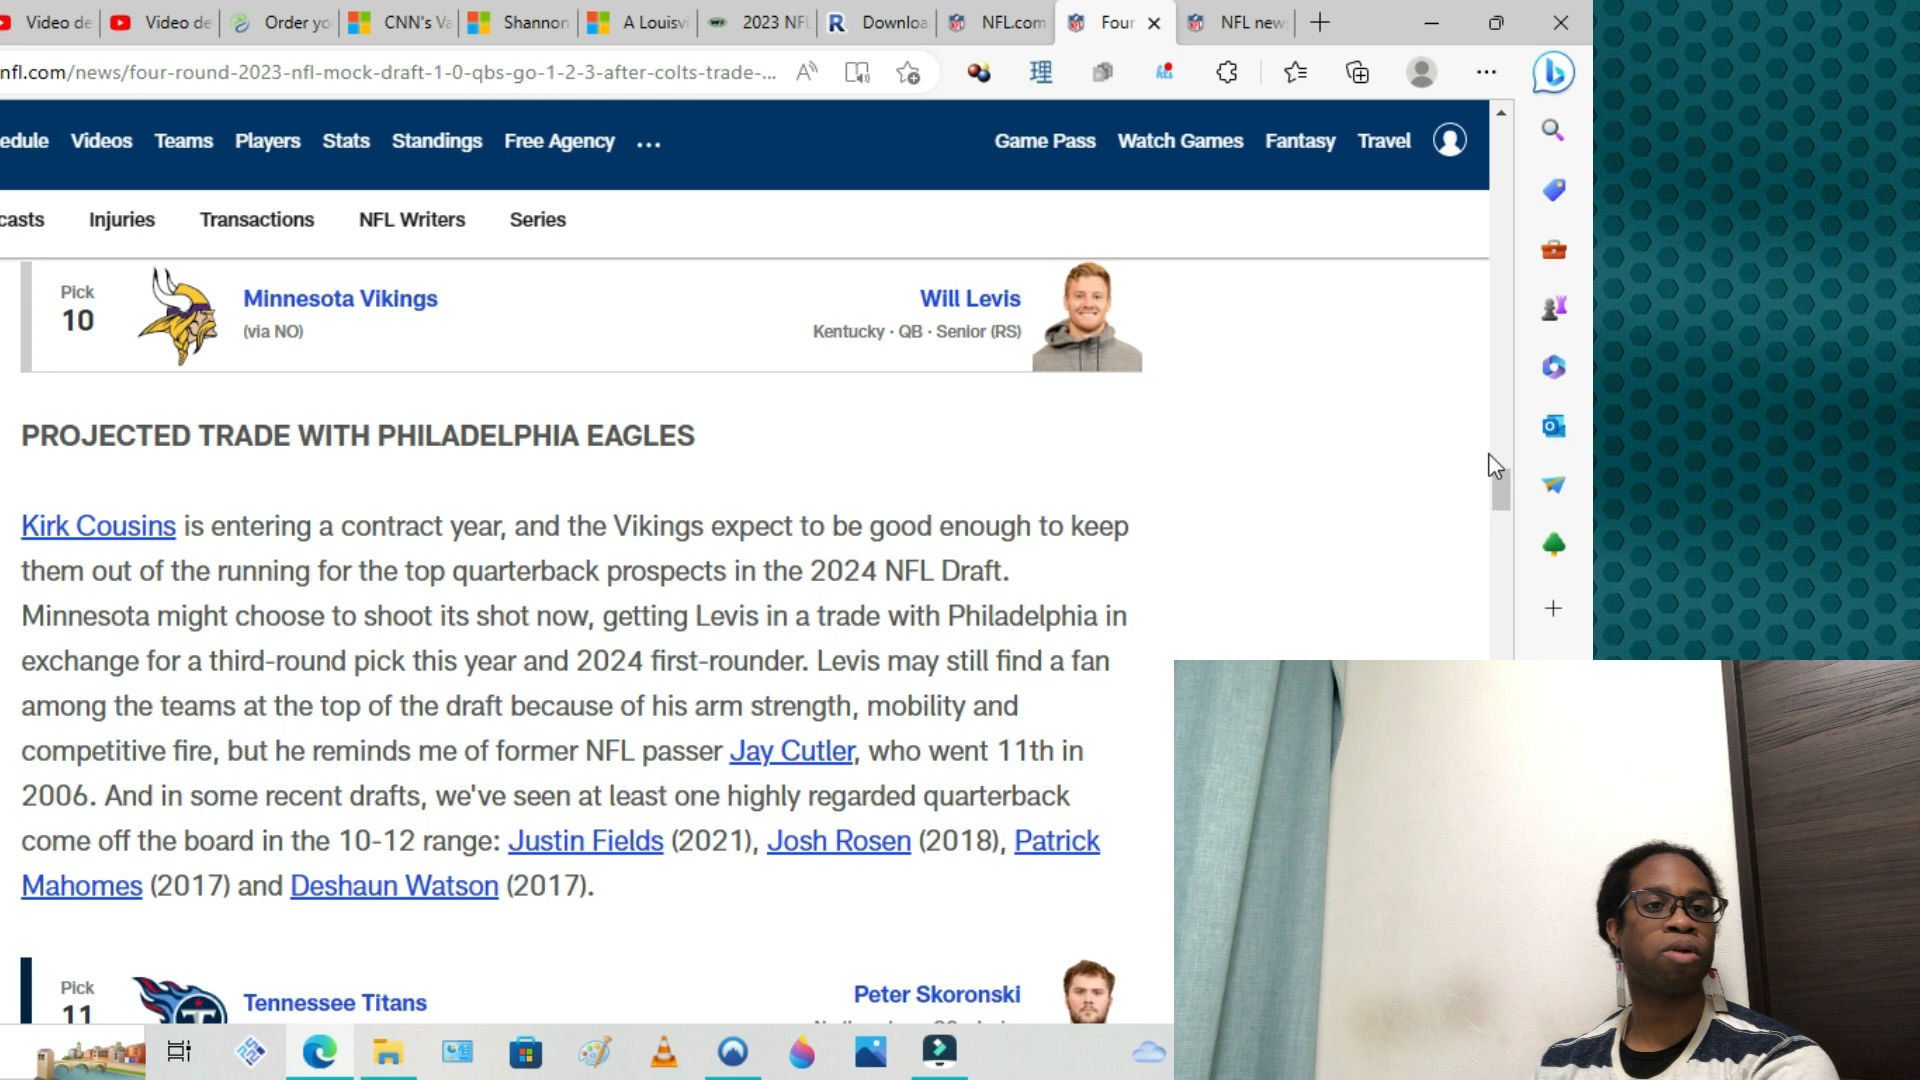 Video de
Video de
Order yo
CNN's Va
Shannon
A Louisvi
2023 NFL
Downloa
NFL.com
Four
NFL new
nfl.com/news/four-round-2023-nfl-mock-draft-1-0-qbs-go-1-2-3-after-colts-trade-...
edule Videos Teams Players Stats Standings Free Agency ...
Game Pass Watch Games Fantasy Travel
casts Injuries Transactions NFL Writers Series
Pick
10
Minnesota Vikings
(via NO)
Will Levis
Kentucky · QB · Senior (RS)
PROJECTED TRADE WITH PHILADELPHIA EAGLES
Kirk Cousins is entering a contract year, and the Vikings expect to be good enough to keep
them out of the running for the top quarterback prospects in the 2024 NFL Draft.
Minnesota might choose to shoot its shot now, getting Levis in a trade with Philadelphia in
exchange for a third-round pick this year and 2024 first-rounder. Levis may still find a fan
among the teams at the top of the draft because of his arm strength, mobility and
competitive fire, but he reminds me of former NFL passer Jay Cutler, who went 11th in
2006. And in some recent drafts, we've seen at least one highly regarded quarterback
come off the board in the 10-12 range: Justin Fields (2021), Josh Rosen (2018), Patrick
Mahomes (2017) and Deshaun Watson (2017).
Pick
11
Tennessee Titans
Peter Skoronski